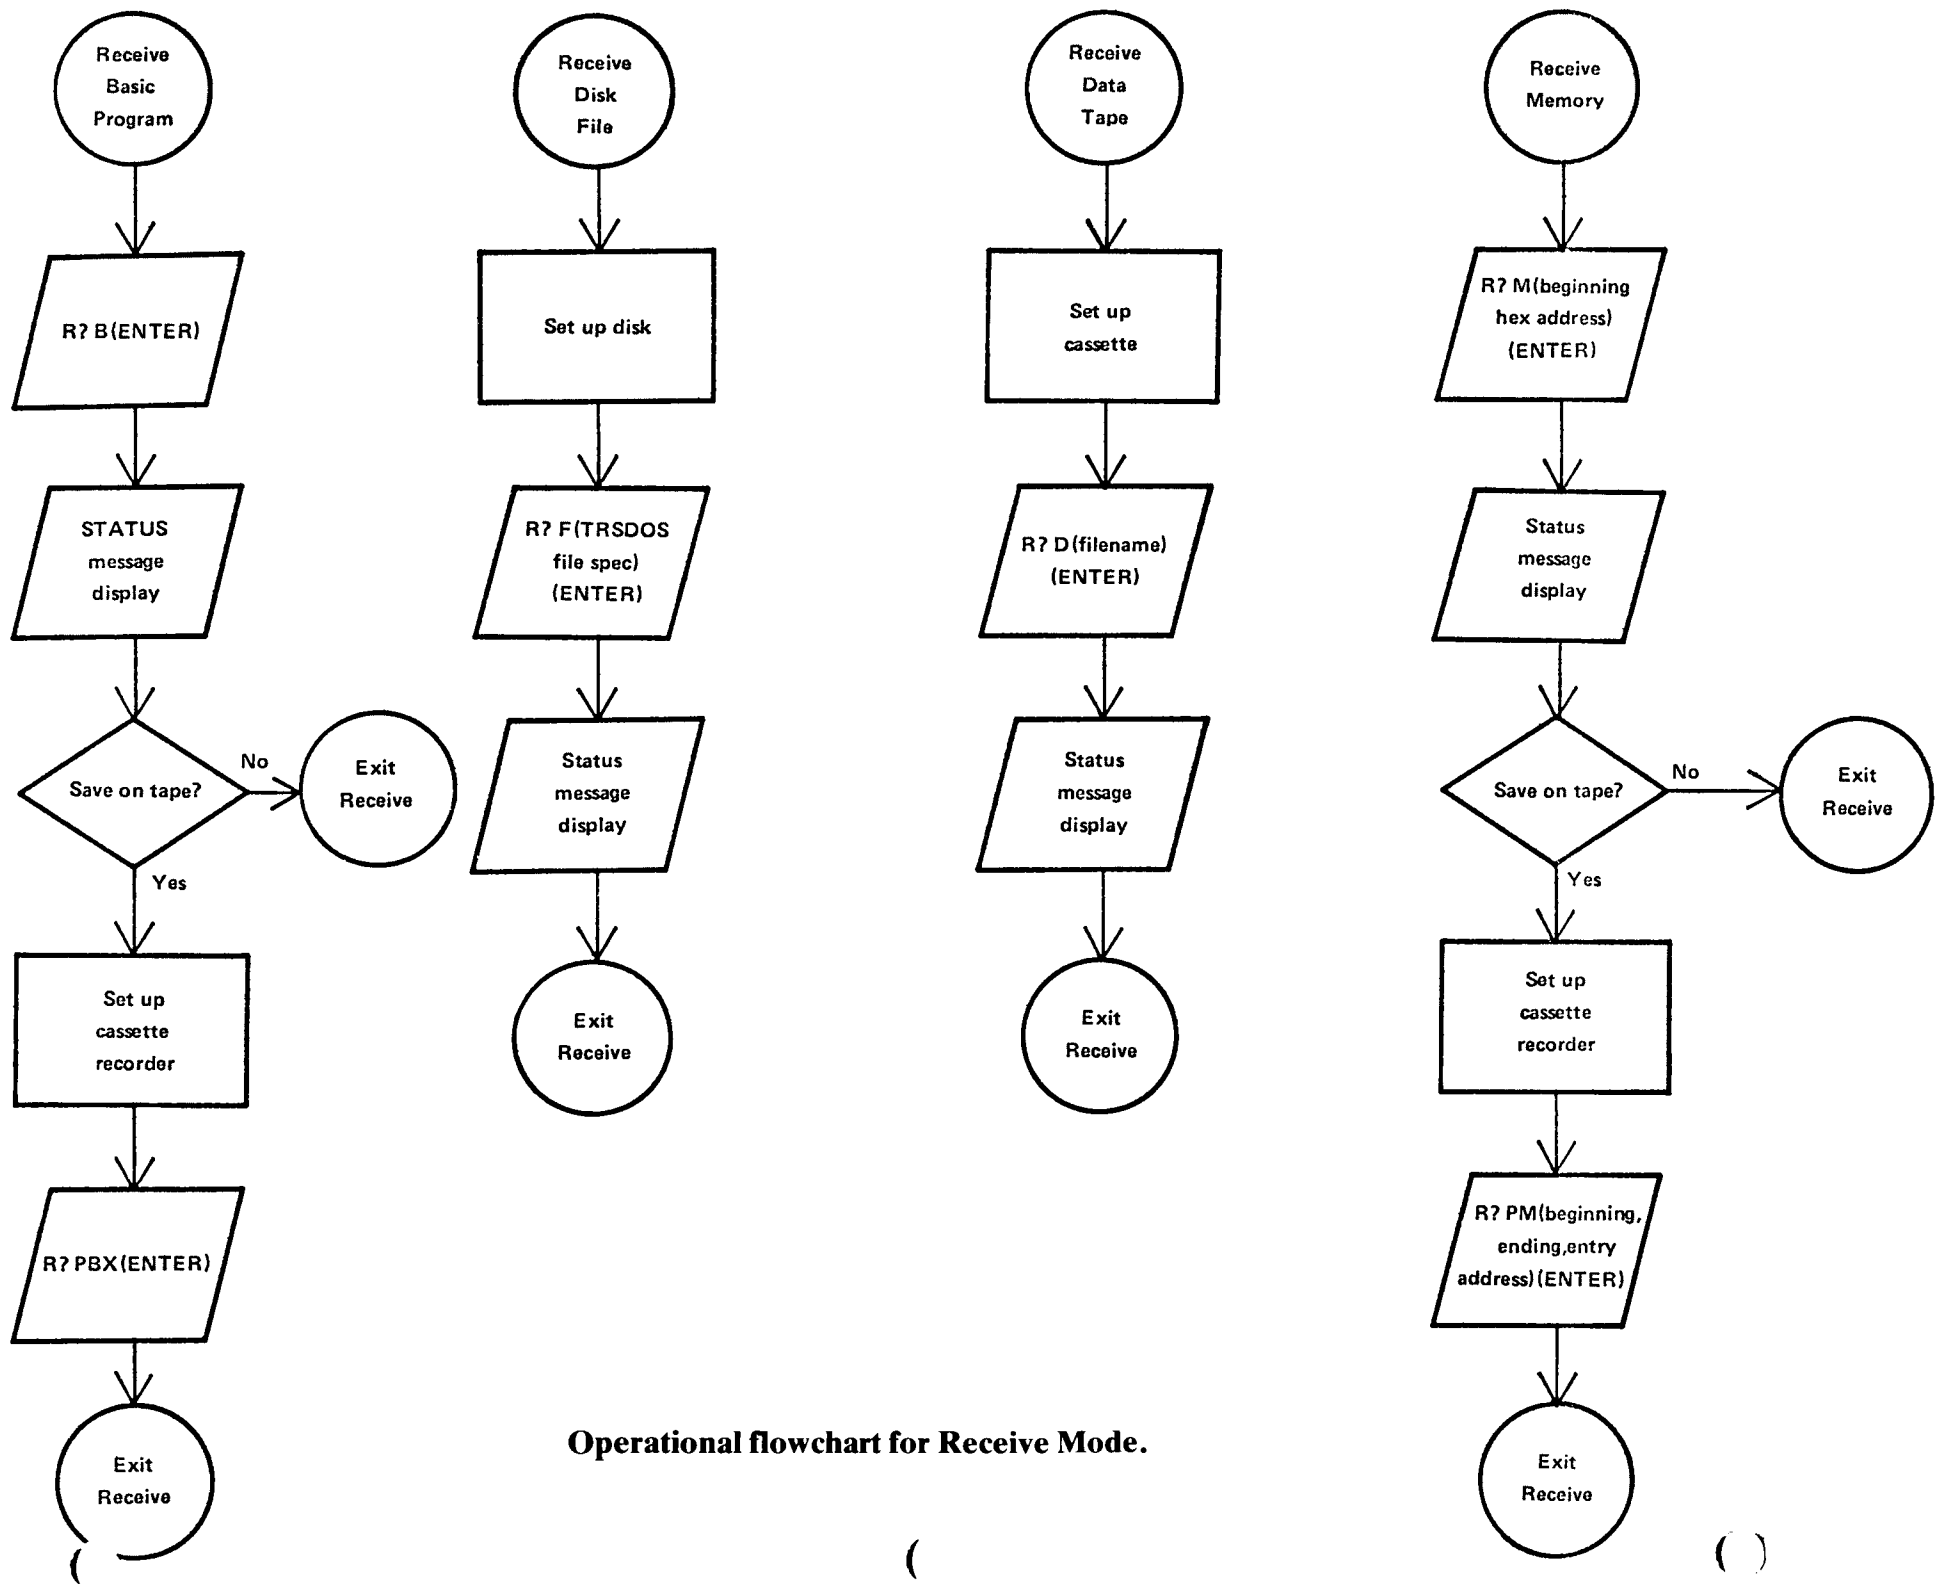 Receive
Basic
Program
R? B(ENTER)
STATUS
message
display
Save on tape?
No
Exit
Receive
Yes
Set up
cassette
recorder
R? PBX(ENTER)
Exit
Receive
Receive
Disk
File
Set up disk
R? F(TRSDOS
file spec)
(ENTER)
Status
message
display
Exit
Receive
Receive
Data
Tape
Set up
cassette
R? D(filename)
(ENTER)
Status
message
display
Exit
Receive
Receive
Memory
R? M(beginning
hex address)
(ENTER)
Status
message
display
Save on tape?
No
Exit
Receive
Yes
Set up
cassette
recorder
R? PM(beginning,
ending,entry
address)(ENTER)
Exit
Receive
Operational flowchart for Receive Mode.